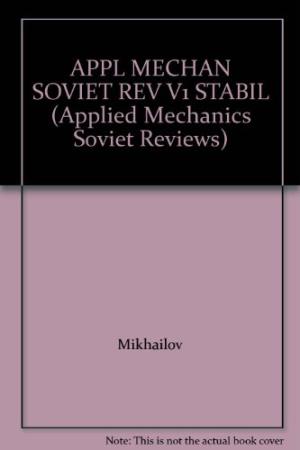 APPL MECHAN
SOVIET REV V1 STABIL
(Applied Mechanics
Soviet Reviews)
Mikhailov
Note: This is not the actual book cover